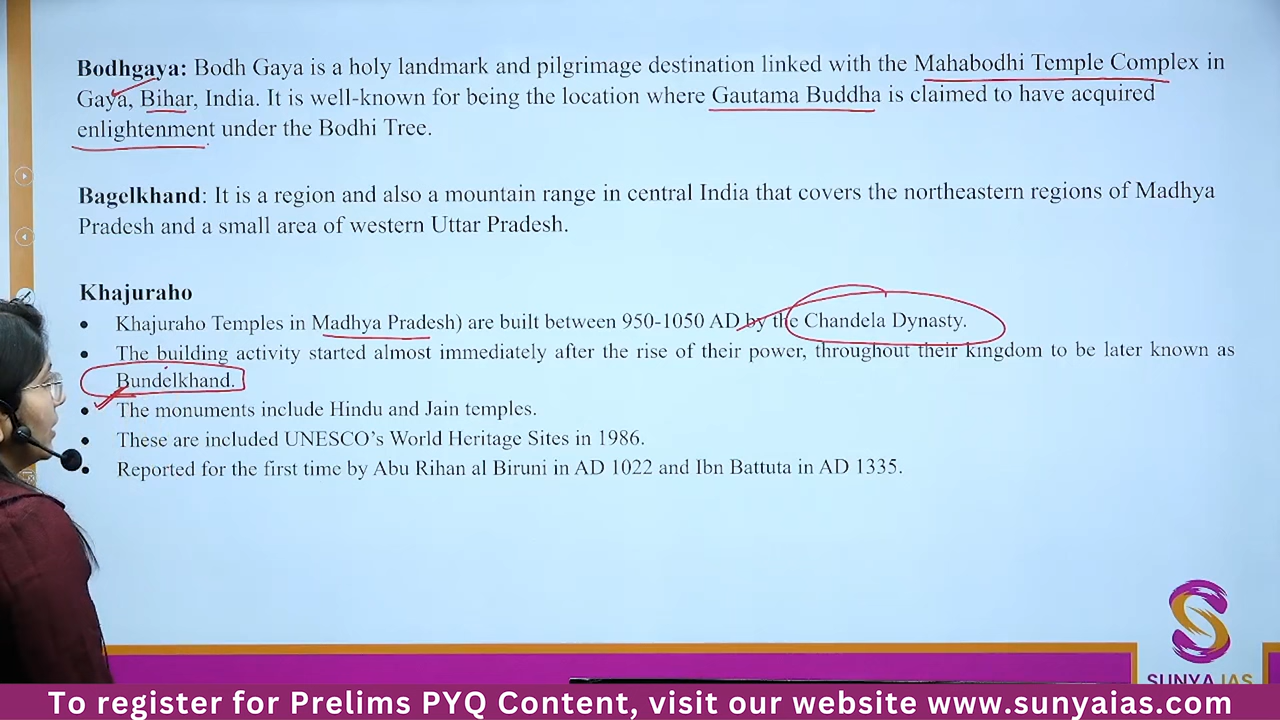 Bodhgaya: Bodh Gaya is a holy landmark and pilgrimage destination linked with the Mahabodhi Temple Complex in
Gaya, Bihar, India. It is well-known for being the location where Gautama Buddha is claimed to have acquired
enlightenment under the Bodhi Tree.
Bagelkhand: It is a region and also a mountain range in central India that covers the northeastern regions of Madhya
Pradesh and a small area of western Uttar Pradesh.
Khajuraho
• Khajuraho Temples in Madhya Pradesh) are built between 950-1050 AD by the Chandela Dynasty.
• The building activity started almost immediately after the rise of their power, throughout their kingdom to be later known as
Bundelkhand.
• The monuments include Hindu and Jain temples.
• These are included UNESCO's World Heritage Sites in 1986.
• Reported for the first time by Abu Rihan al Biruni in AD 1022 and Ibn Battuta in AD 1335.
SUNYA IAS
To register for Prelims PYQ Content, visit our website www.sunyaias.com